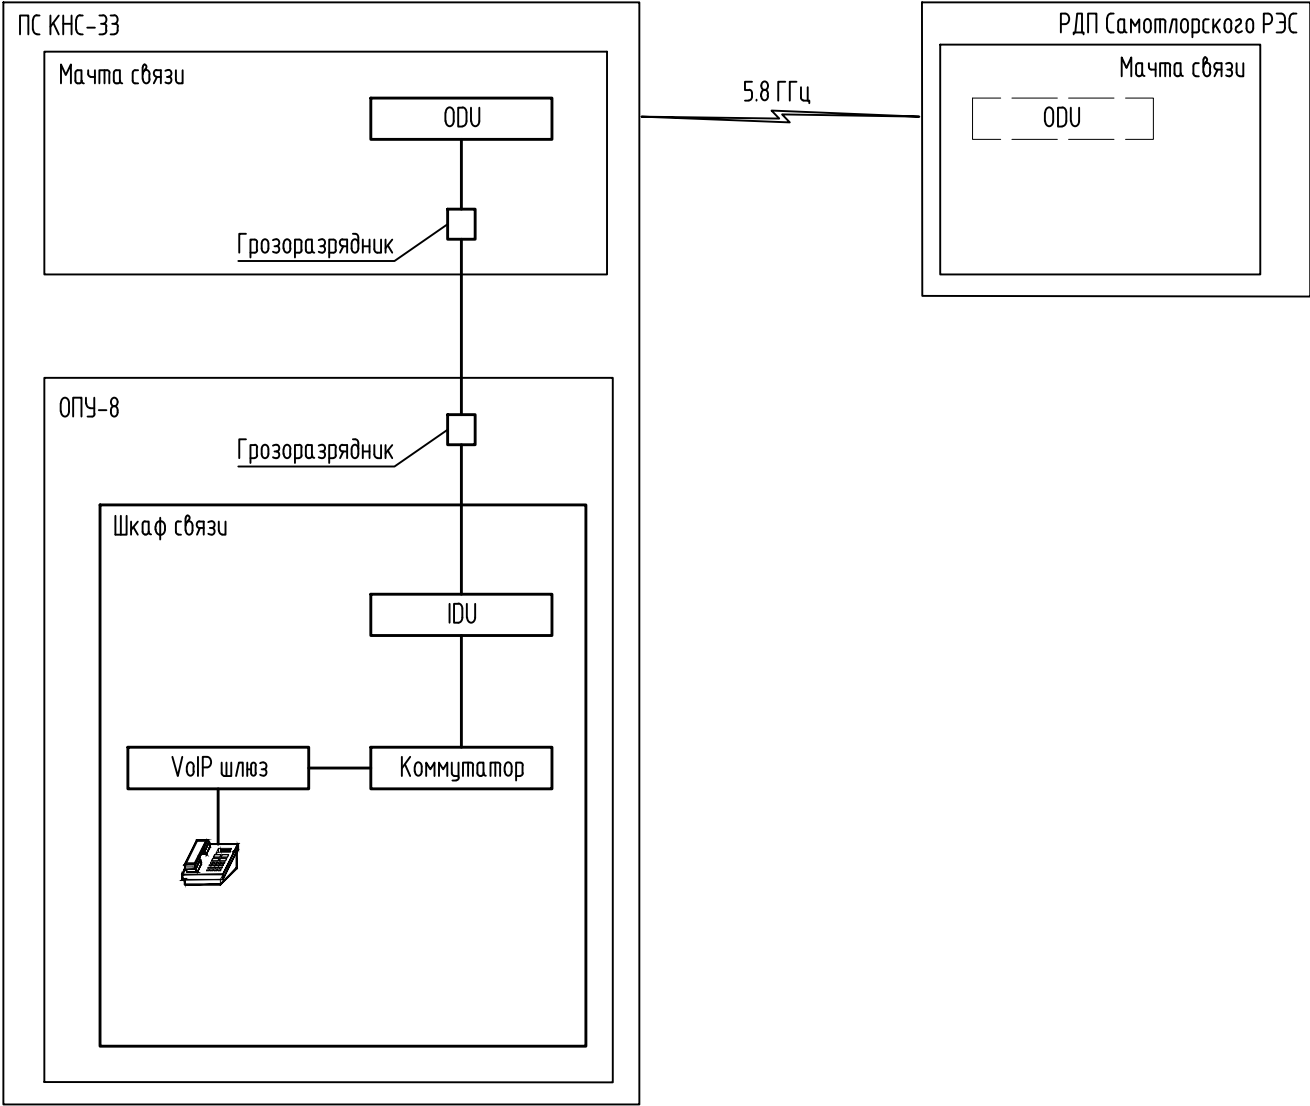 ПС КНС-33
РДП Самотлорского РЭС
Мачта связи
Мачта связи
5.8 ГГц
ODU
ODU
Грозоразрядник
ОПУ-8
Грозоразрядник
Шкаф связи
IDU
VoIP шлюз
Коммутатор